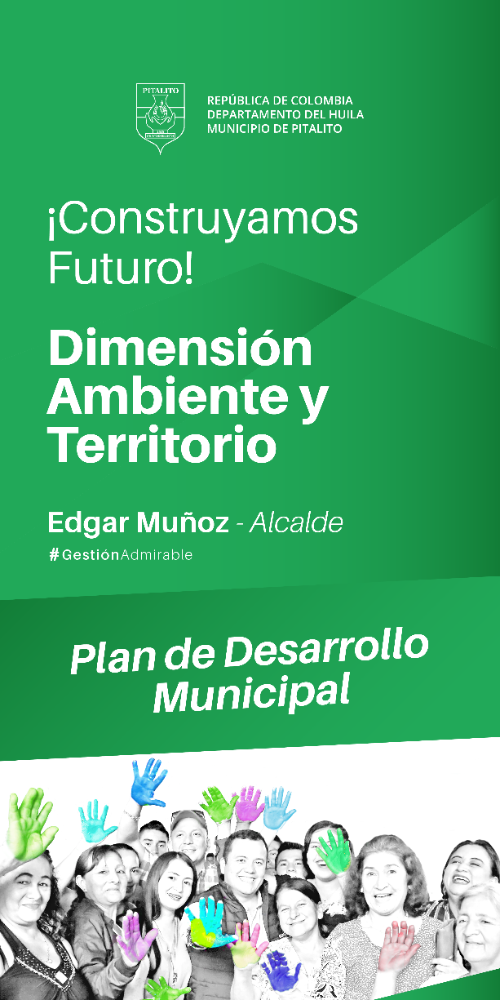 PITALITO
REPÚBLICA DE COLOMBIA
DEPARTAMENTO DEL HUILA
MUNICIPIO DE PITALITO
¡Construyamos
Futuro!
Dimensión
Ambiente y
Territorio
Edgar Muñoz - Alcalde
#GestiónAdmirable
Plan de Desarrollo
Municipal